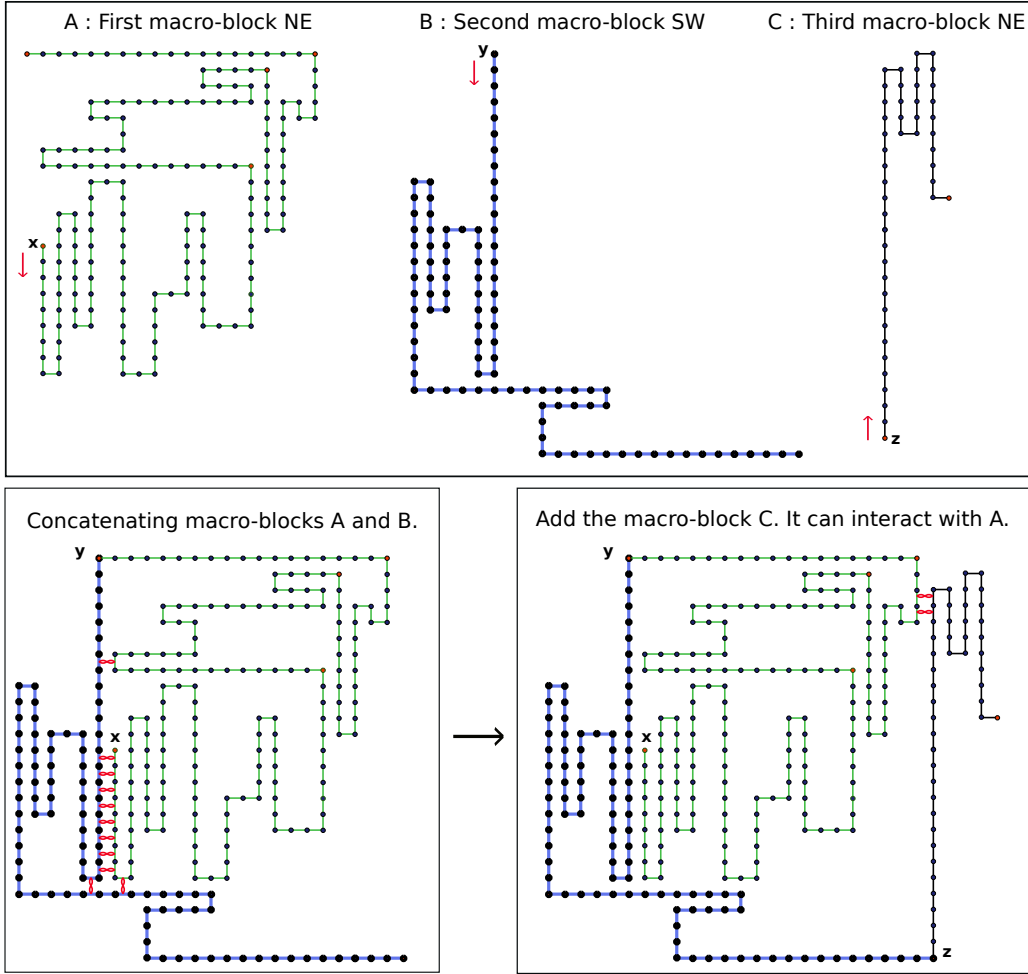 A : First macro-block NE
B : Second macro-block SW
C : Third macro-block NE
y
x
z
Concatenating macro-blocks A and B.
y
x
Add the macro-block C. It can interact with A.
y
x
z